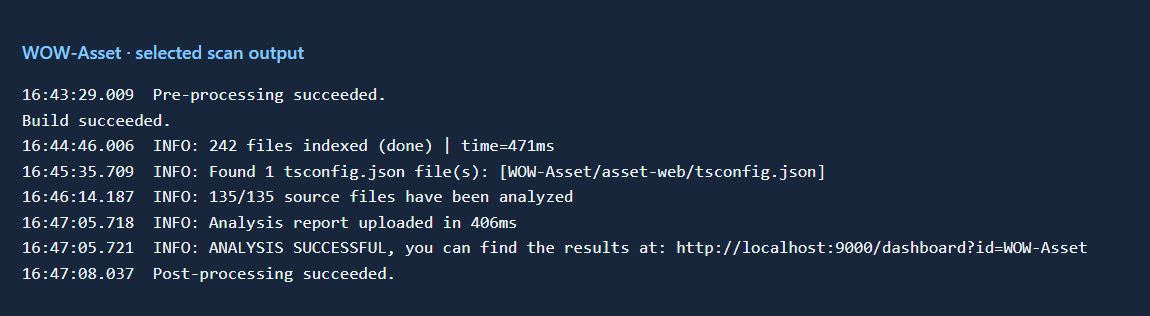 WOW-Asset · selected scan output
16:43:29.009  Pre-processing succeeded.
Build succeeded.
16:44:46.006  INFO: 242 files indexed (done) | time=471ms
16:45:35.709  INFO: Found 1 tsconfig.json file(s): [WOW-Asset/asset-web/tsconfig.json]
16:46:14.187  INFO: 135/135 source files have been analyzed
16:47:05.718  INFO: Analysis report uploaded in 406ms
16:47:05.721  INFO: ANALYSIS SUCCESSFUL, you can find the results at: http://localhost:9000/dashboard?id=WOW-Asset
16:47:08.037  Post-processing succeeded.